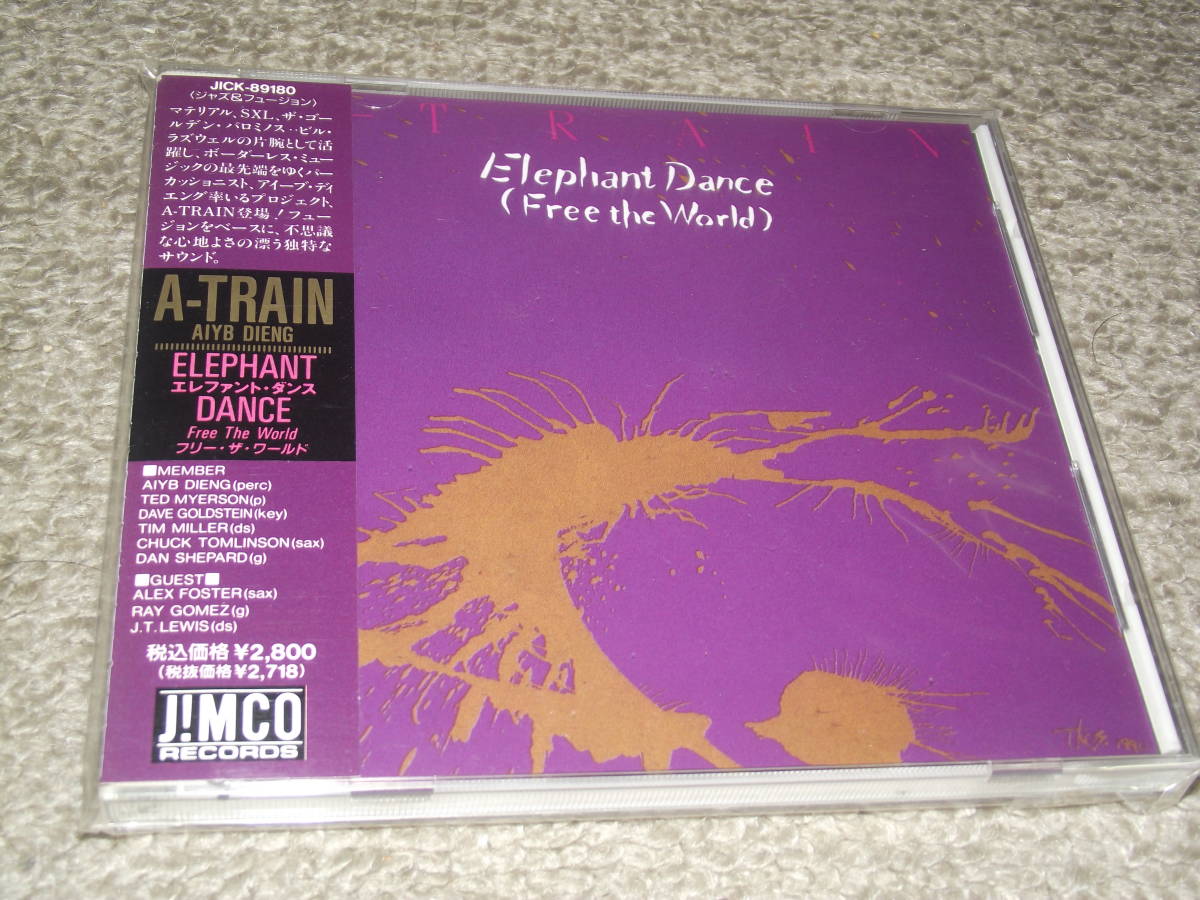 JICK-89180
〈ジャズ&フュージョン〉
マテリアル、SXL、ザ・ゴー
ルデン・パロミノス‥ビル・
ラズウェルの片腕として活
躍し、ボーダーレス・ミュー
ジックの最先端をゆくパー
カッショニスト、アイーブ・ディ
エング率いるプロジェクト、
A-TRAIN登場!フュー
ジョンをベースに、不思議
な心地よさの漂う独特な
サウンド。
A-TRAIN
AIYB DIENG
ELEPHANT
エレファント・ダンス
DANCE
Free The World
フリー・ザ・ワールド
■MEMBER
AIYB DIENG(perc)
TED MYERSON(p)
DAVE GOLDSTEIN(key)
TIM MILLER(ds)
CHUCK TOMLINSON(sax)
DAN SHEPARD(g)
■GUEST■
ALEX FOSTER(sax)
RAY GOMEZ(g)
J.T. LEWIS(ds)
税込価格¥2,800
(税抜価格¥2,718)
J!MCO
RECORDS
-TRAIN
Elephant Dance
(Free the World)